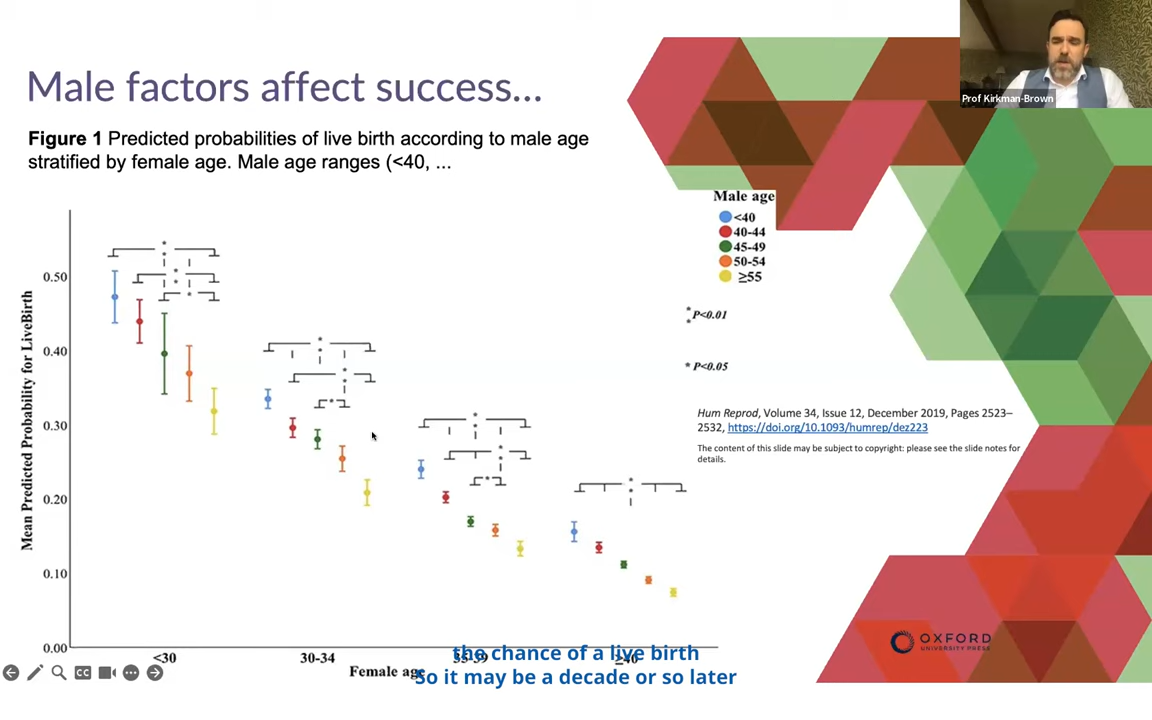 Prof Kirkman-Brown
Male factors affect success...
Figure 1 Predicted probabilities of live birth according to male age
stratified by female age. Male age ranges (<40, ...
Male age
<40
40-44
45-49
50-54
≥55
* * P<0.01
* P<0.05
Hum Reprod, Volume 34, Issue 12, December 2019, Pages 2523–
2532, https://doi.org/10.1093/humrep/dez223
The content of this slide may be subject to copyright: please see the slide notes for
details.
Mean Predicted Probability for LiveBirth
0.50
0.40
0.30
0.20
0.10
0.00
<30
30-34
35-39
≥40
Female age
the chance of a live birth
So it may be a decade or so later
CC
OXFORD
UNIVERSITY PRESS